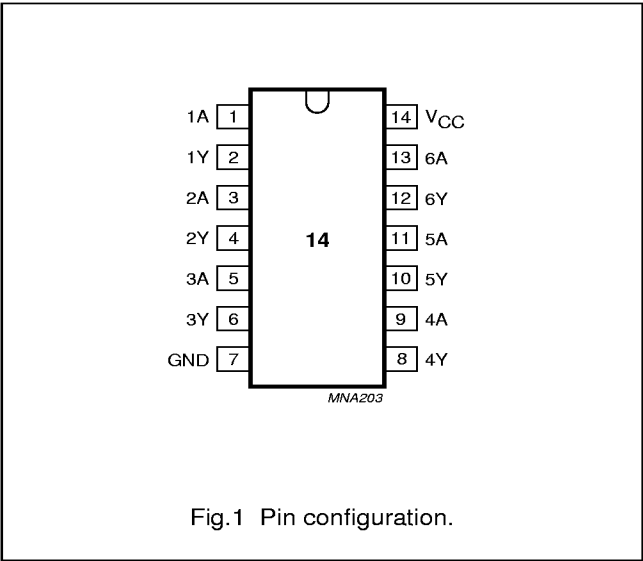 1A 1 14 VCC
1Y 2 13 6A
2A 3 12 6Y
2Y 4 14 11 5A
3A 5 10 5Y
3Y 6 9 4A
GND 7 8 4Y
MNA203
Fig.1 Pin configuration.